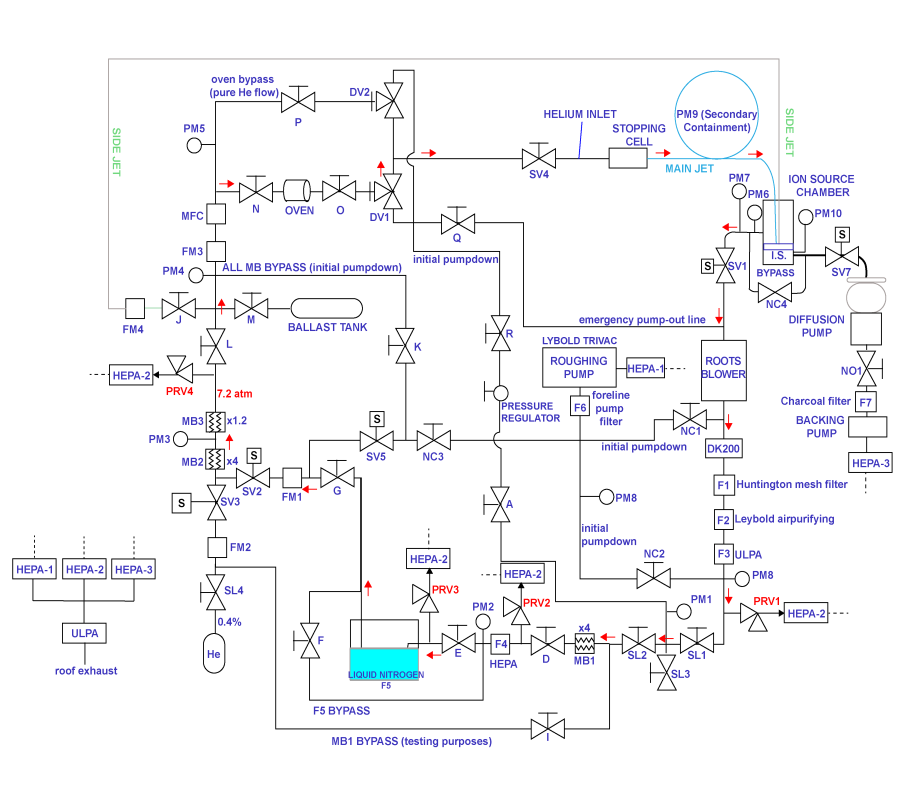 oven bypass
(pure He flow)
DV2
P
PM5
SIDE JET
HELIUM INLET
STOPPING
CELL
PM9 (Secondary
Containment)
SIDE JET
SV4
MAIN JET
PM7
PM6
ION SOURCE
CHAMBER
PM10
N
OVEN
O
DV1
MFC
Q
S
FM3
initial pumpdown
S
SV1
I.S.
BYPASS
SV7
PM4
ALL MB BYPASS (initial pumpdown)
NC4
FM4
J
M
BALLAST TANK
emergency pump-out line
DIFFUSION
PUMP
L
K
R
LYBOLD TRIVAC
ROUGHING
PUMP
HEPA-1
ROOTS
BLOWER
NO1
HEPA-2
PRV4
7.2 atm
PRESSURE
REGULATOR
F6
foreline
pump
filter
Charcoal filter
F7
MB3
x1.2
S
NC1
BACKING
PUMP
PM3
SV5
NC3
initial pumpdown
DK200
MB2
x4
S
HEPA-3
SV2
FM1
G
F1
Huntington mesh filter
S
SV3
A
PM8
F2
Leybold airpurifying
initial
pumpdown
FM2
HEPA-2
NC2
F3
ULPA
HEPA-1
HEPA-2
HEPA-3
HEPA-2
PM8
SL4
PRV3
PRV2
PM1
PRV1
HEPA-2
0.4%
PM2
ULPA
F
x4
He
E
F4
HEPA
D
MB1
SL2
SL1
roof exhaust
LIQUID NITROGEN
F5
SL3
F5 BYPASS
I
MB1 BYPASS (testing purposes)